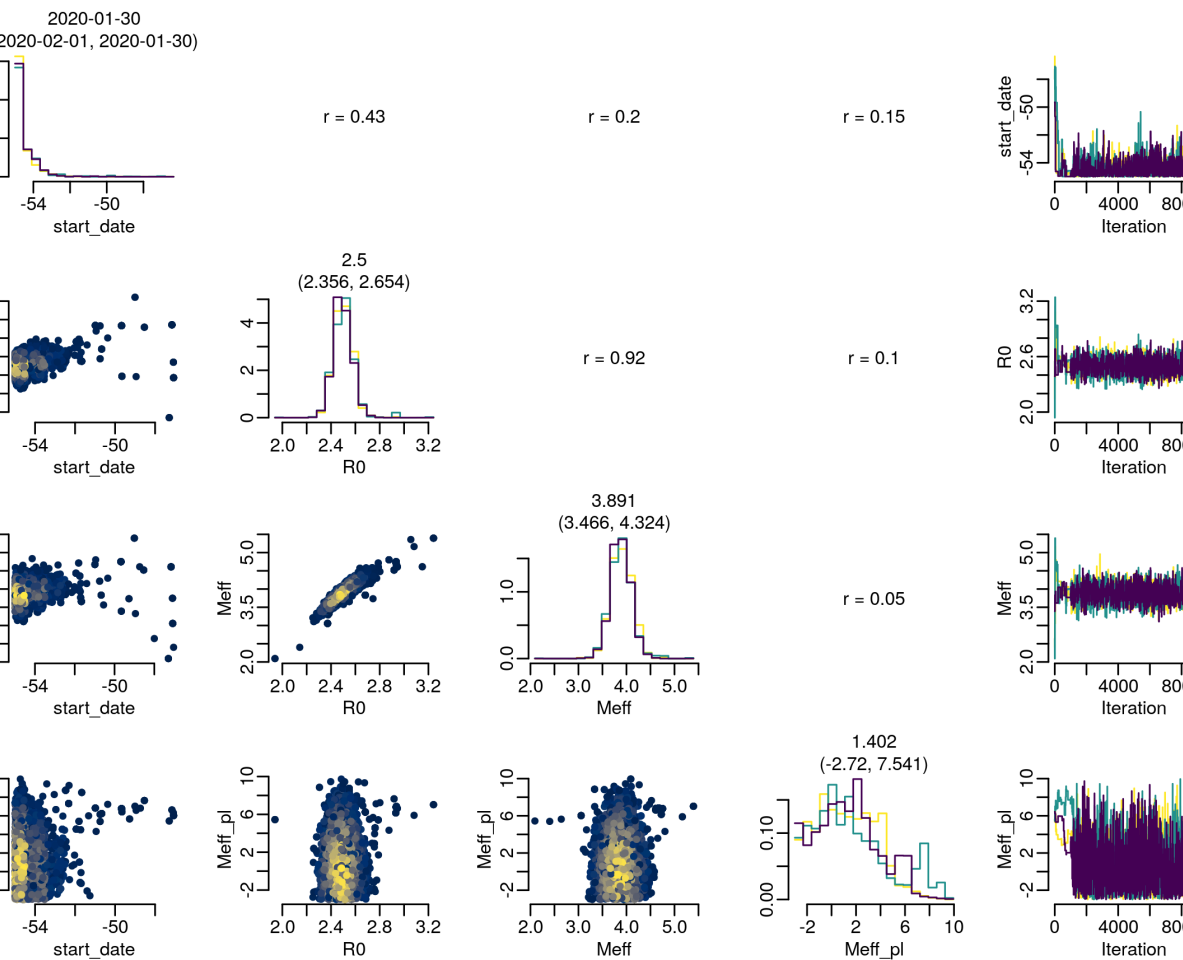 2020-01-30
2020-02-01, 2020-01-30)
r = 0.43
r = 0.2
r = 0.15
start_date
-54 -50
-54 -50
start_date
0 4000 80
Iteration
2.5
(2.356, 2.654)
r = 0.92
r = 0.1
-54 -50
start_date
0 2 4
2.0 2.4 2.8 3.2
R0
R0
2.0 2.6 3.2
0 4000 80
Iteration
3.891
(3.466, 4.324)
r = 0.05
-54 -50
start_date
Meff
2.0 3.5 5.0
2.0 2.4 2.8 3.2
R0
0.0 1.0
2.0 3.0 4.0 5.0
Meff
Meff
2.0 3.5 5.0
0 4000 80
Iteration
1.402
(-2.72, 7.541)
-54 -50
start_date
Meff_pl
-2 2 6 10
2.0 2.4 2.8 3.2
R0
Meff_pl
-2 2 6 10
2.0 3.0 4.0 5.0
Meff
0.00 0.10
-2 2 6 10
Meff_pl
Meff_pl
-2 2 6 10
0 4000 80
Iteration